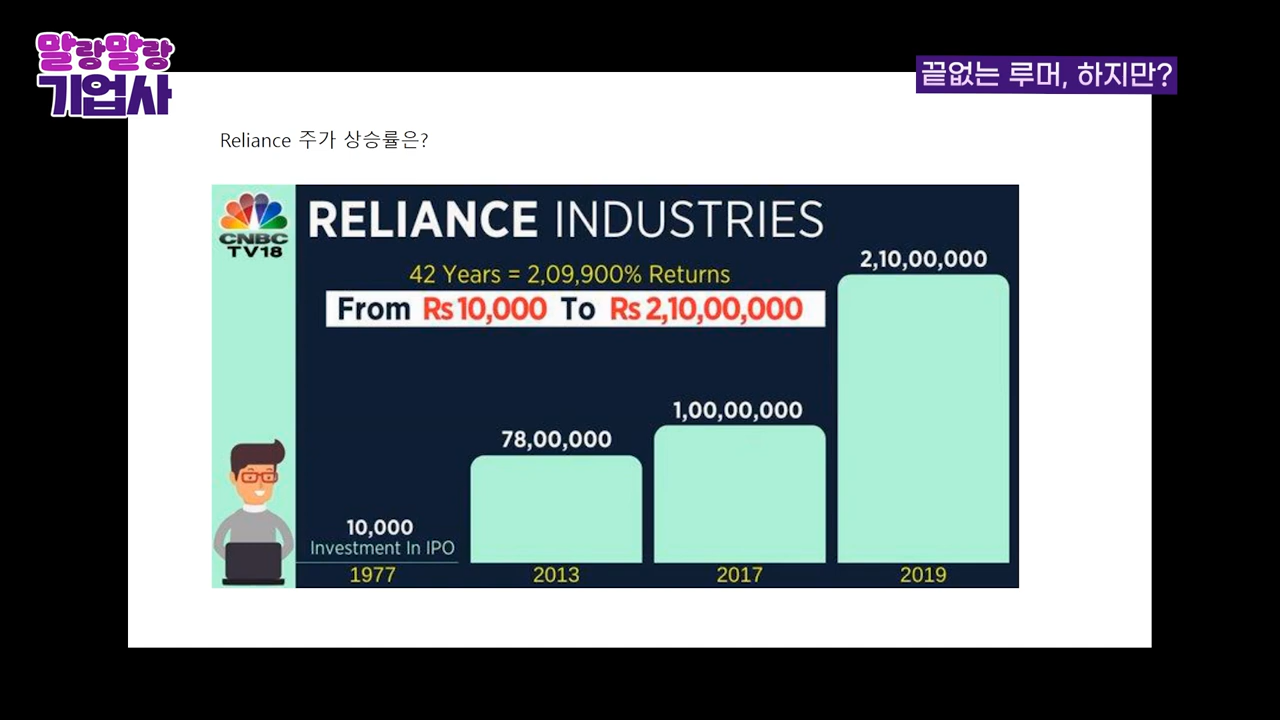 말랑말랑
기업사
끝없는 루머, 하지만?
Reliance 주가 상승률은?
CNBC
TV18
RELIANCE INDUSTRIES
42 Years = 2,09,900% Returns
From Rs 10,000 To Rs 2,10,00,000
2,10,00,000
1,00,00,000
78,00,000
10,000
Investment In IPO
1977
2013
2017
2019